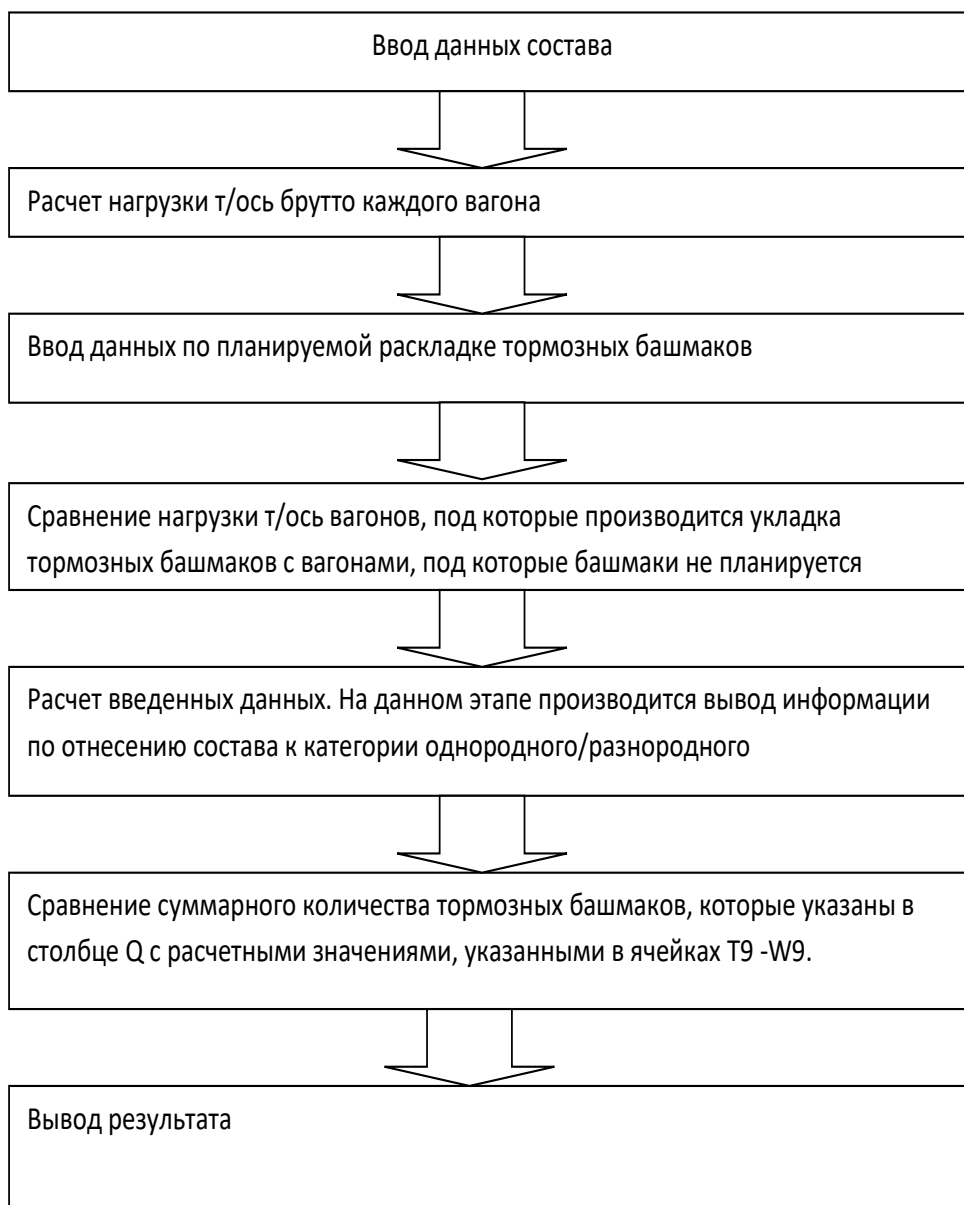 Ввод данных состава
Расчет нагрузки т/ось брутто каждого вагона
Ввод данных по планируемой раскладке тормозных башмаков
Сравнение нагрузки т/ось вагонов, под которые производится укладка
тормозных башмаков с вагонами, под которые башмаки не планируется
Расчет введенных данных. На данном этапе производится вывод информации
по отнесению состава к категории однородного/разнородного
Сравнение суммарного количества тормозных башмаков, которые указаны в
столбце Q с расчетными значениями, указанными в ячейках T9 -W9.
Вывод результата